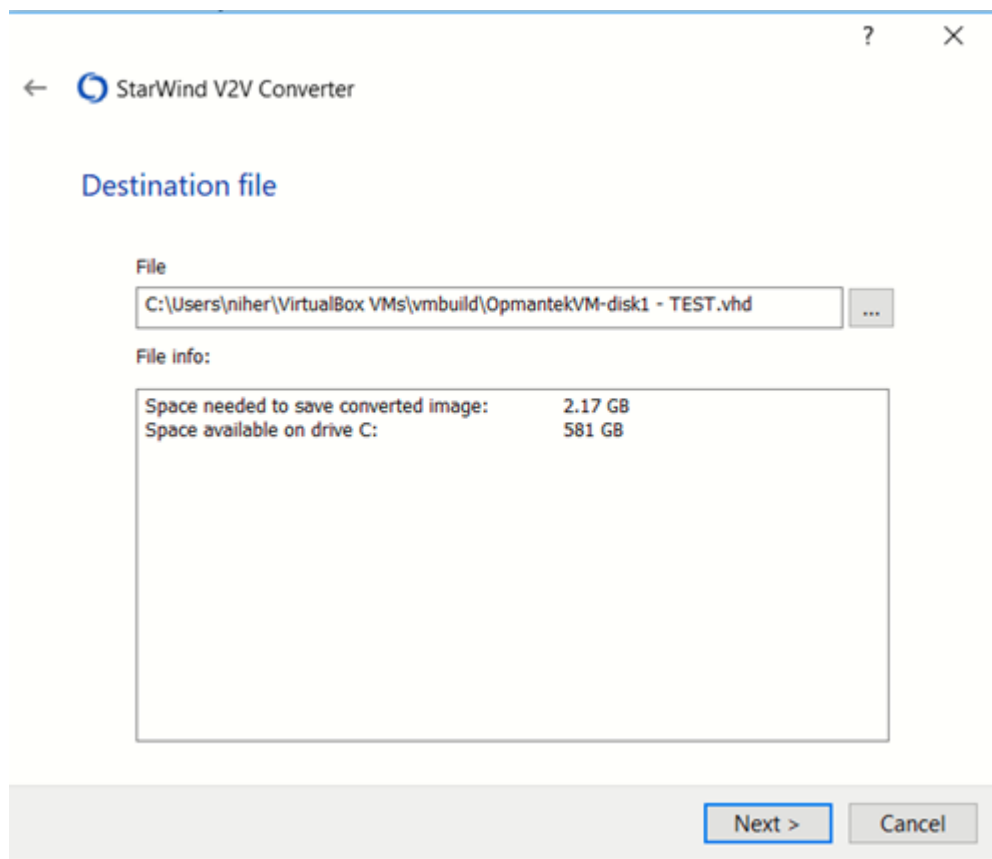 ?
StarWind V2V Converter
Destination file
File
C:\Users\niher\VirtualBox VMs\vmbuild\OpmantekVM-disk1 - TEST.vhd
...
File info:
Space needed to save converted image: 2.17 GB
Space available on drive C: 581 GB
Next >
Cancel